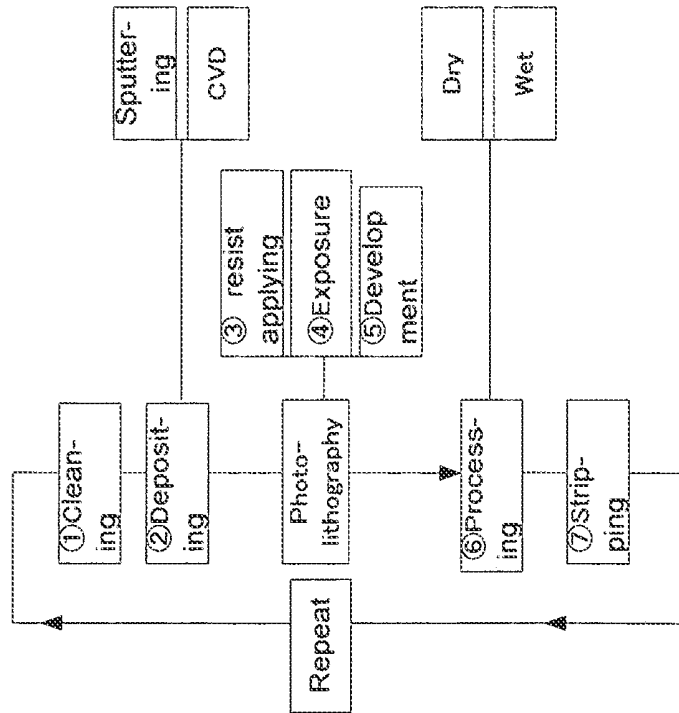 ①Clean-
ing
②Deposit-
ing
Sputter-
ing
CVD
Photo-
lithography
③ resist
applying
④Exposure
⑤Develop
ment
⑥Process-
ing
Dry
Wet
⑦Strip-
ping
Repeat